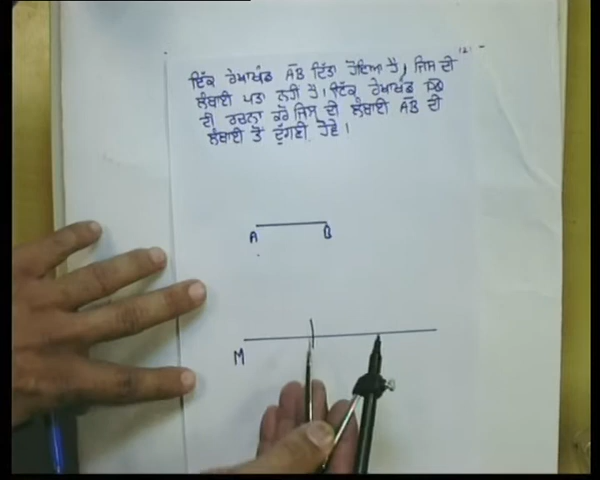 ਇੱਕ ਰੇਖਾਖੰਡ AB ਦਿੱਤਾ ਹੋਇਆ ਹੈ, ਜਿਸ ਦੀ
ਲੰਬਾਈ ਪਤਾ ਨਹੀਂ ਹੈ। ਇੱਕ ਰੇਖਾਖੰਡ
ਦੀ ਰਚਨਾ ਕਰੋ ਜਿਸ ਦੀ ਲੰਬਾਈ AB ਦੀ
ਲੰਬਾਈ ਤੋਂ ਦੁੱਗਣੀ ਹੋਵੇ।
A B
M